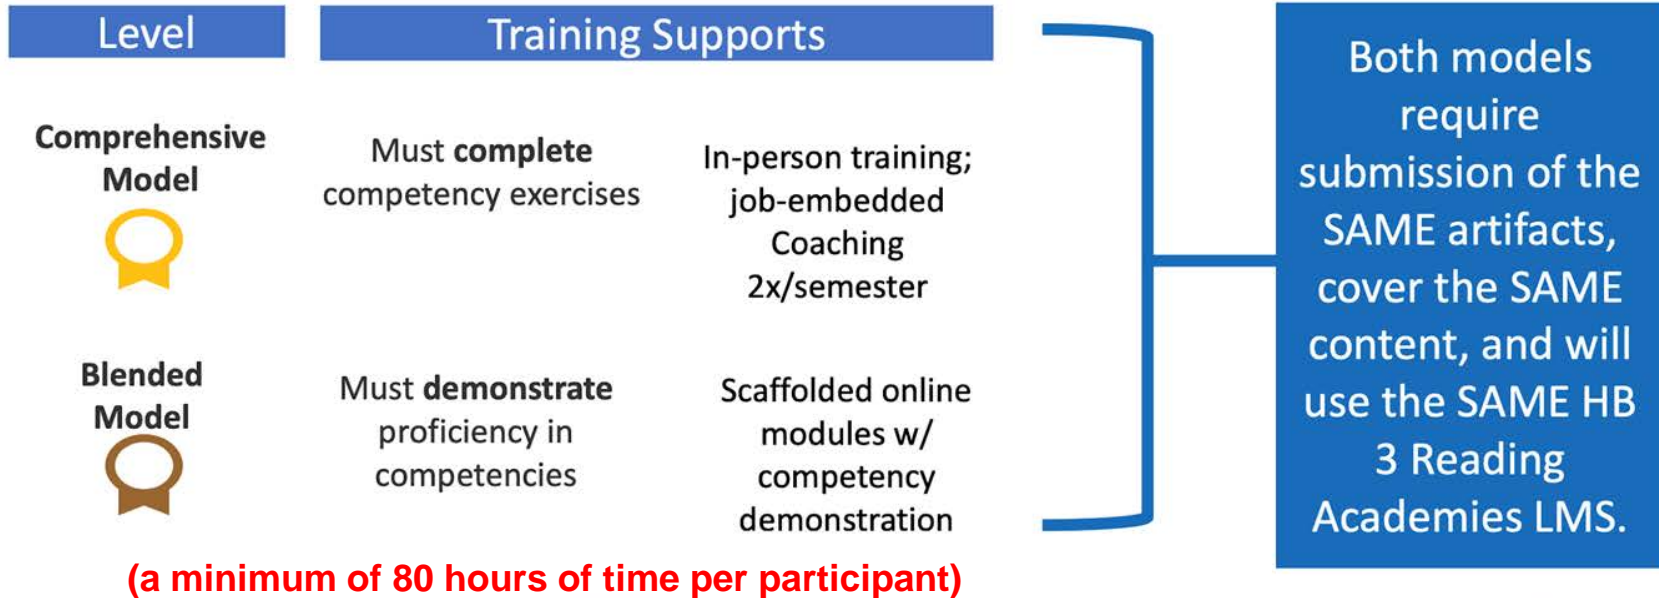 Level
Training Supports
Comprehensive
Model
Must complete
competency exercises
In-person training;
job-embedded
Coaching
2x/semester
Blended
Model
Must demonstrate
proficiency in
competencies
Scaffolded online
modules w/
competency
demonstration
(a minimum of 80 hours of time per participant)
Both models
require
submission of the
SAME artifacts,
cover the SAME
content, and will
use the SAME HB
3 Reading
Academies LMS.